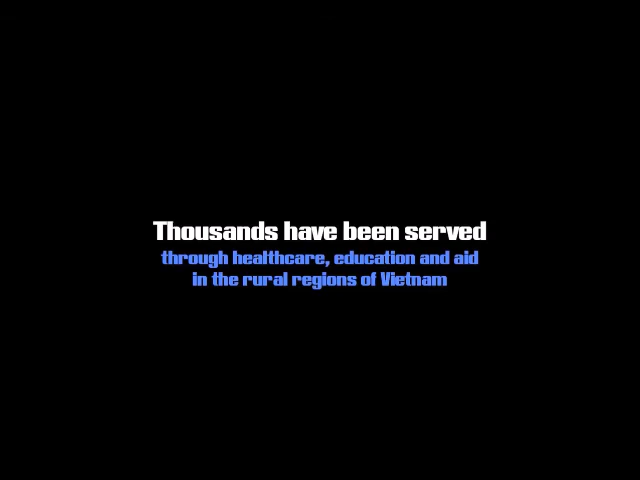 Thousands have been served
through healthcare, education and aid
in the rural regions of Vietnam